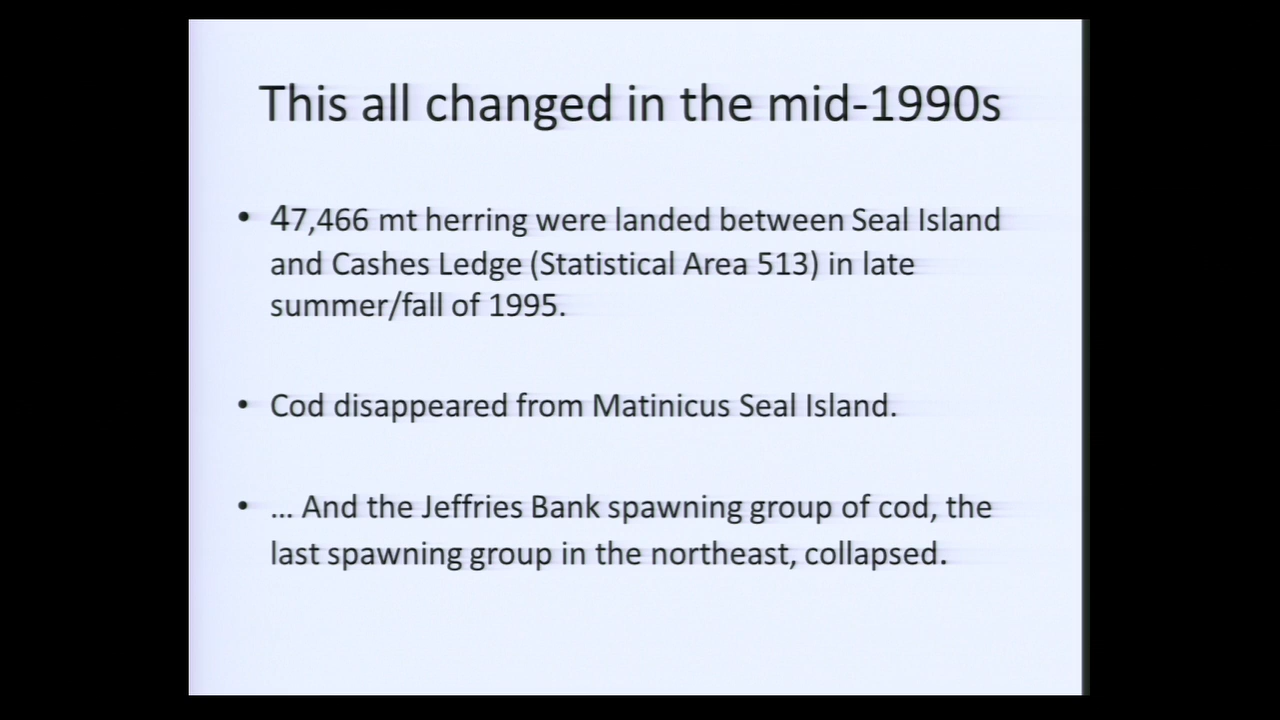 This all changed in the mid-1990s
• 47,466 mt herring were landed between Seal Island
and Cashes Ledge (Statistical Area 513) in late
summer/fall of 1995.
• Cod disappeared from Matinicus Seal Island.
• ... And the Jeffries Bank spawning group of cod, the
last spawning group in the northeast, collapsed.